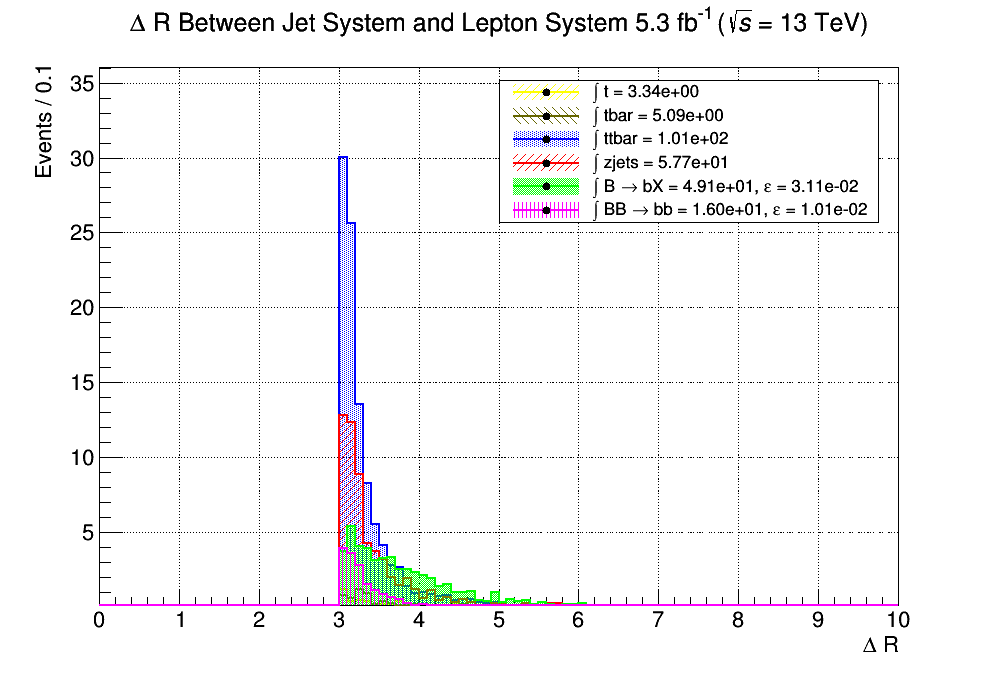 Δ R Between Jet System and Lepton System 5.3 fb⁻¹ (√s = 13 TeV)
Events / 0.1
35
30
25
20
15
10
5
∫ t = 3.34e+00
∫ tbar = 5.09e+00
∫ ttbar = 1.01e+02
∫ zjets = 5.77e+01
∫ B → bX = 4.91e+01, ε = 3.11e-02
∫ BB → bb = 1.60e+01, ε = 1.01e-02
0 1 2 3 4 5 6 7 8 9 10
Δ R